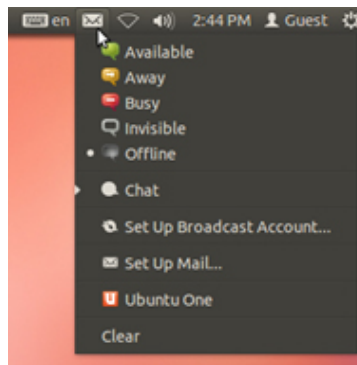 en 2:44 PM Guest
Available
Away
Busy
Invisible
Offline
Chat
Set Up Broadcast Account...
Set Up Mail...
U Ubuntu One
Clear